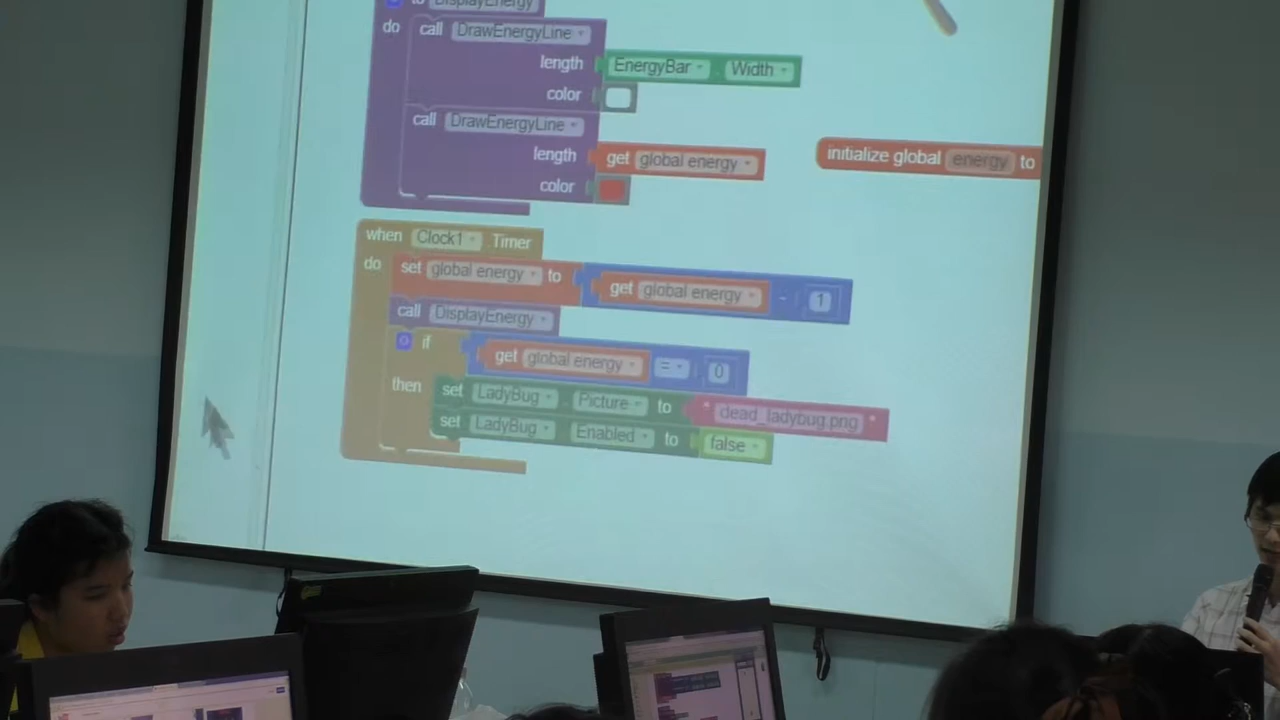 to DisplayEnergy
do call DrawEnergyLine
length EnergyBar . Width
color
call DrawEnergyLine
length get global energy
color
initialize global energy to
when Clock1 .Timer
do set global energy to get global energy - 1
call DisplayEnergy
if get global energy = 0
then set LadyBug . Picture to " dead_ladybug.png "
set LadyBug . Enabled to false